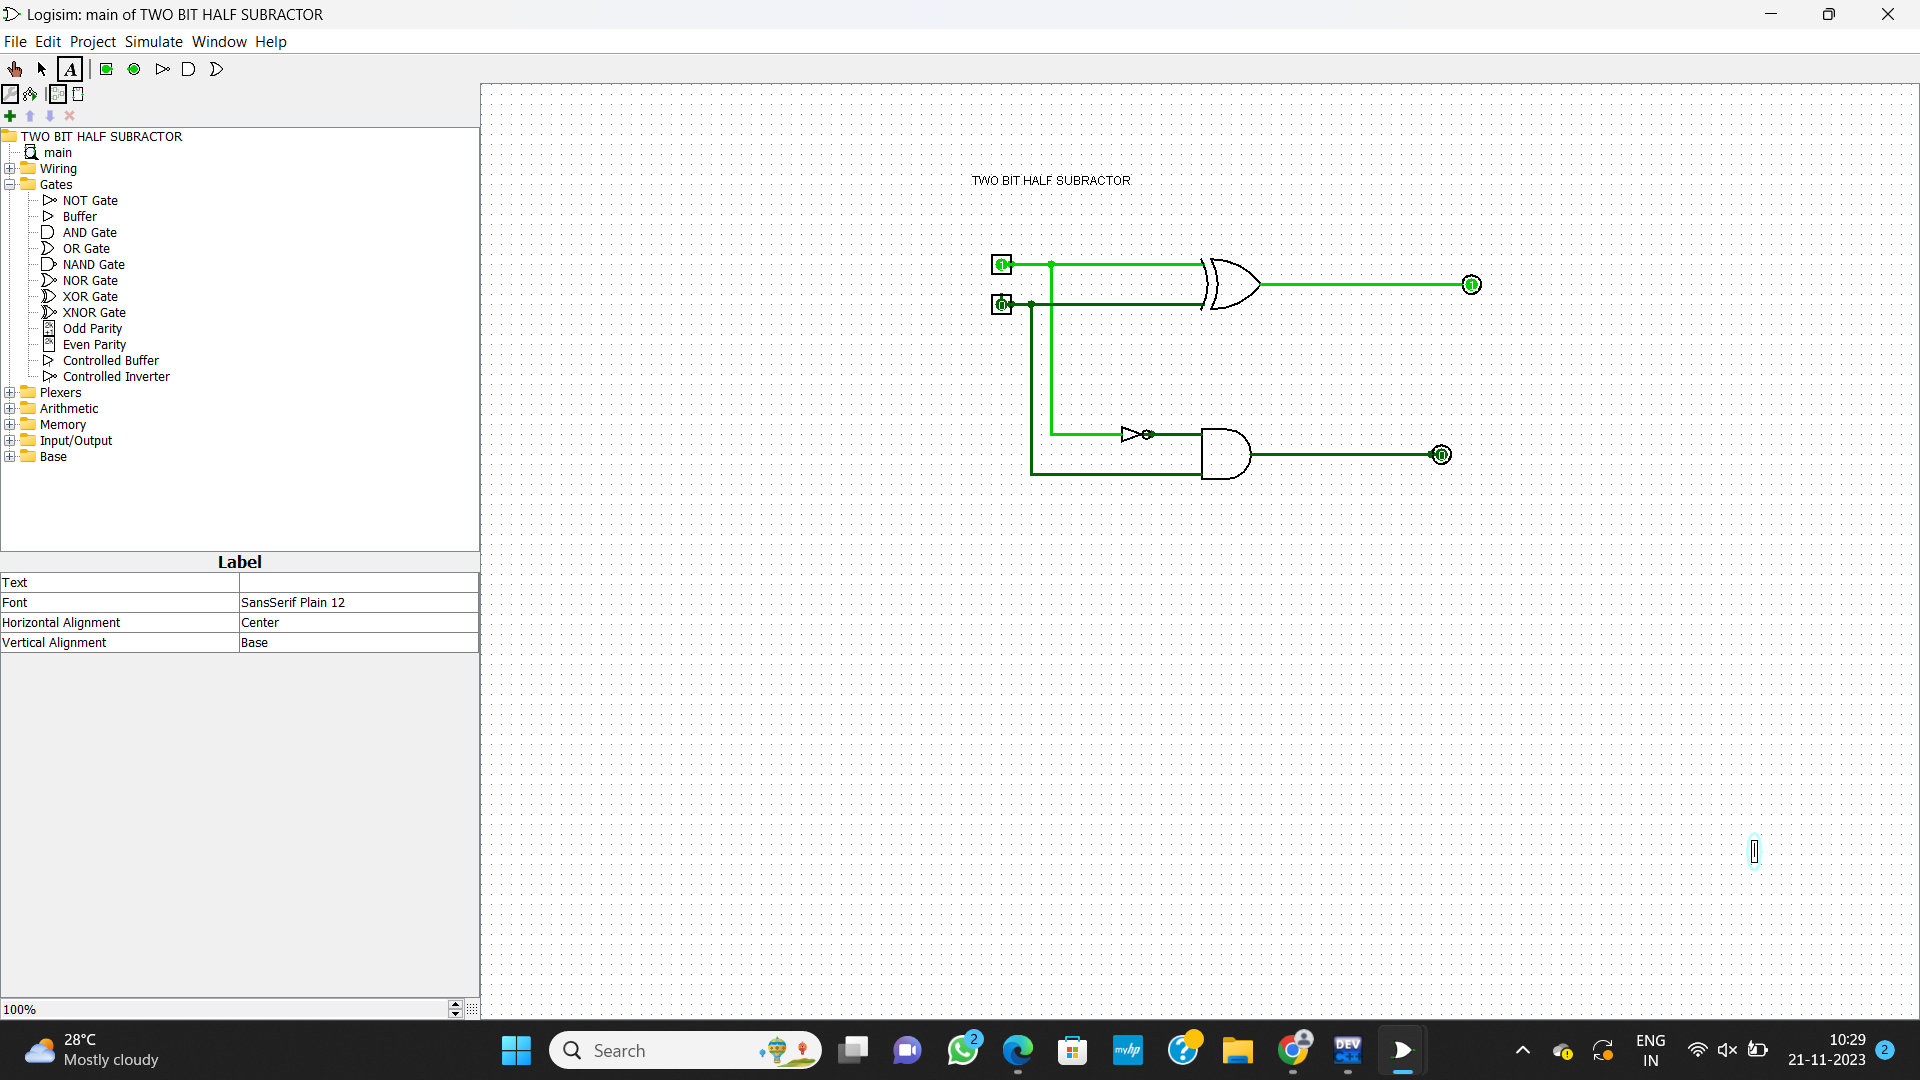 Logisim: main of TWO BIT HALF SUBRACTOR
File Edit Project Simulate Window Help
A
TWO BIT HALF SUBRACTOR
main
Wiring
Gates
NOT Gate
Buffer
AND Gate
OR Gate
NAND Gate
NOR Gate
XOR Gate
XNOR Gate
Odd Parity
Even Parity
Controlled Buffer
Controlled Inverter
Plexers
Arithmetic
Memory
Input/Output
Base
Label
Text
Font SansSerif Plain 12
Horizontal Alignment Center
Vertical Alignment Base
100%
TWO BIT HALF SUBRACTOR
1
1
0
0
28°C
Mostly cloudy
Search
2
myhp
?
DEV
C++
ENG
IN
10:29
21-11-2023
2